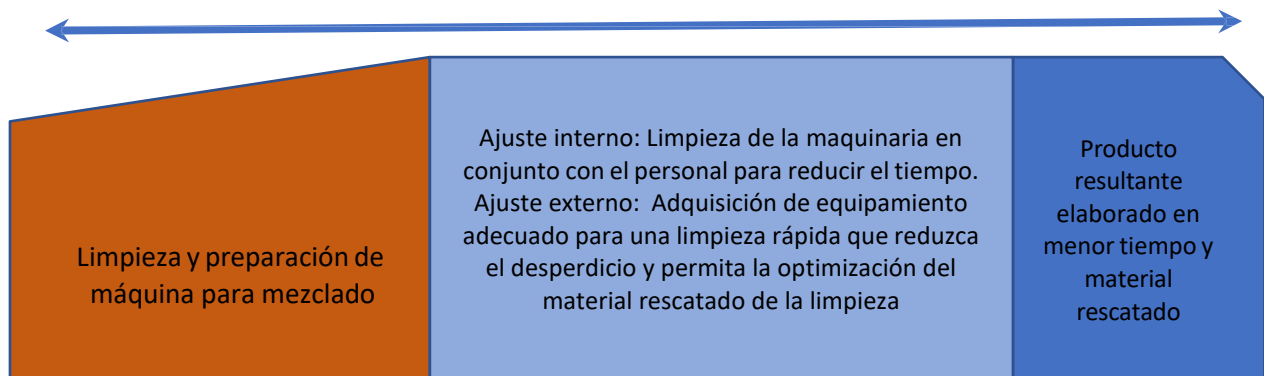 Limpieza y preparación de
máquina para mezclado
Ajuste interno: Limpieza de la maquinaria en
conjunto con el personal para reducir el tiempo.
Ajuste externo:  Adquisición de equipamiento
adecuado para una limpieza rápida que reduzca
el desperdicio y permita la optimización del
material rescatado de la limpieza
Producto
resultante
elaborado en
menor tiempo y
material
rescatado